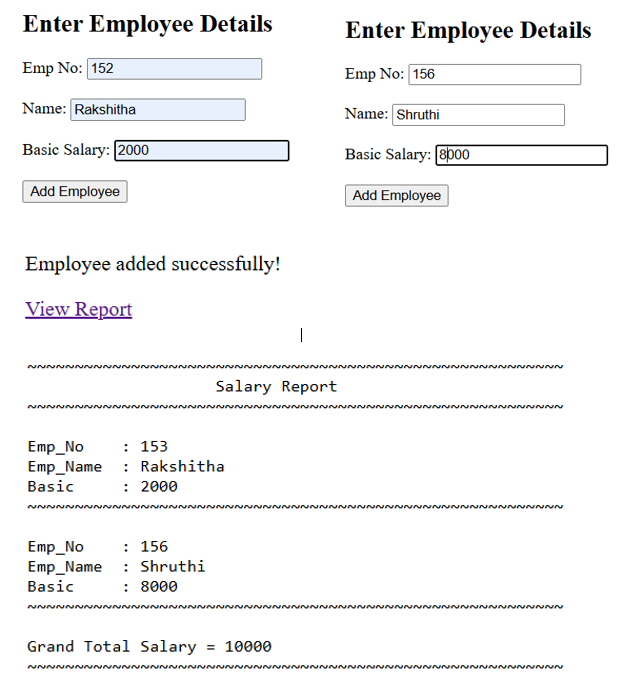 Enter Employee Details
Emp No: 152
Name: Rakshitha
Basic Salary: 2000
Add Employee
Enter Employee Details
Emp No: 156
Name: Shruthi
Basic Salary: 8000
Add Employee
Employee added successfully!
View Report
~~~~~~~~~~~~~~~~~~~~~~~~~~~~~~~~~~~~~~~~~~~~~~~~~~~~~~~~~
Salary Report
~~~~~~~~~~~~~~~~~~~~~~~~~~~~~~~~~~~~~~~~~~~~~~~~~~~~~~~~~
Emp_No    : 153
Emp_Name  : Rakshitha
Basic     : 2000
~~~~~~~~~~~~~~~~~~~~~~~~~~~~~~~~~~~~~~~~~~~~~~~~~~~~~~~~~
Emp_No    : 156
Emp_Name  : Shruthi
Basic     : 8000
~~~~~~~~~~~~~~~~~~~~~~~~~~~~~~~~~~~~~~~~~~~~~~~~~~~~~~~~~
Grand Total Salary = 10000
~~~~~~~~~~~~~~~~~~~~~~~~~~~~~~~~~~~~~~~~~~~~~~~~~~~~~~~~~